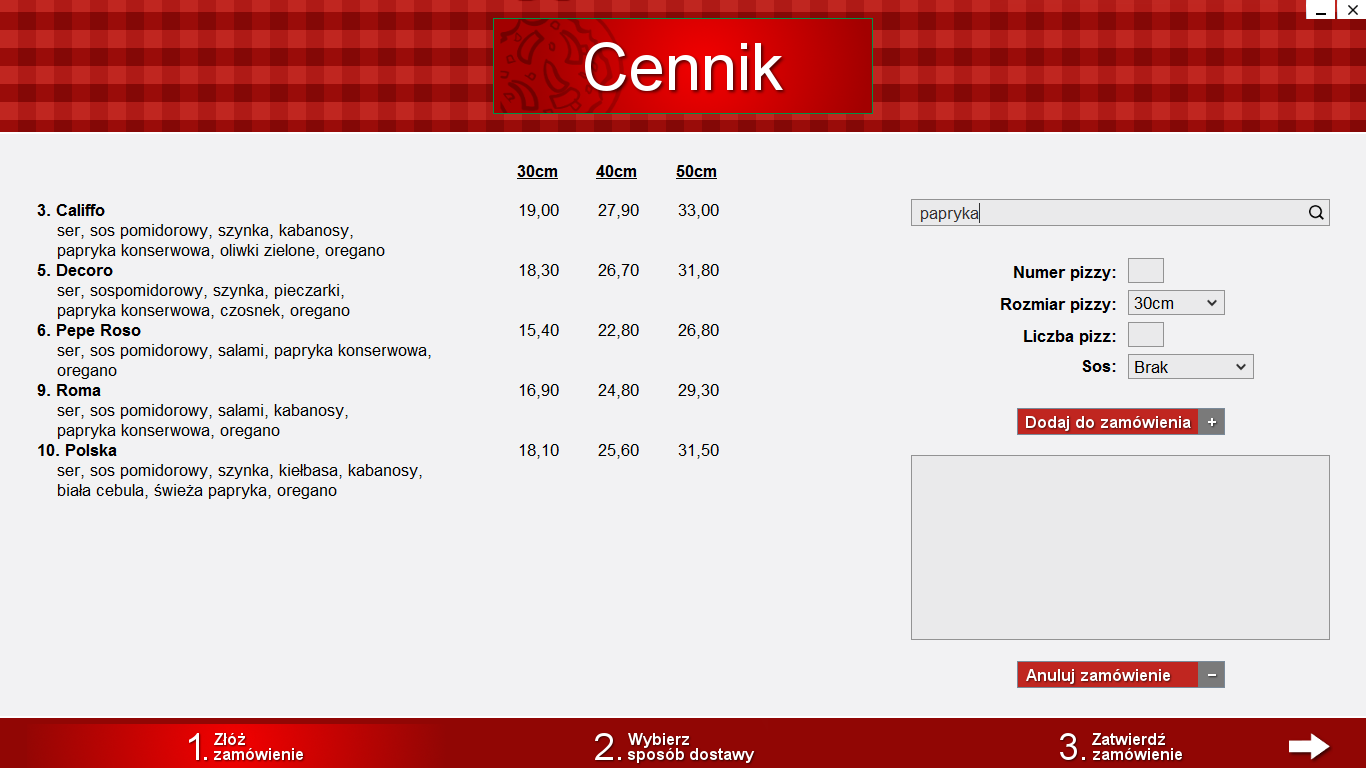 Cennik
30cm 40cm 50cm
3. Califfo 19,00 27,90 33,00
ser, sos pomidorowy, szynka, kabanosy,
papryka konserwowa, oliwki zielone, oregano
5. Decoro 18,30 26,70 31,80
ser, sospomidorowy, szynka, pieczarki,
papryka konserwowa, czosnek, oregano
6. Pepe Roso 15,40 22,80 26,80
ser, sos pomidorowy, salami, papryka konserwowa,
oregano
9. Roma 16,90 24,80 29,30
ser, sos pomidorowy, salami, kabanosy,
papryka konserwowa, oregano
10. Polska 18,10 25,60 31,50
ser, sos pomidorowy, szynka, kiełbasa, kabanosy,
biała cebula, świeża papryka, oregano
papryka
Numer pizzy:
Rozmiar pizzy: 30cm
Liczba pizz:
Sos: Brak
Dodaj do zamówienia +
Anuluj zamówienie −
1. Złóż
zamówienie
2. Wybierz
sposób dostawy
3. Zatwierdź
zamówienie